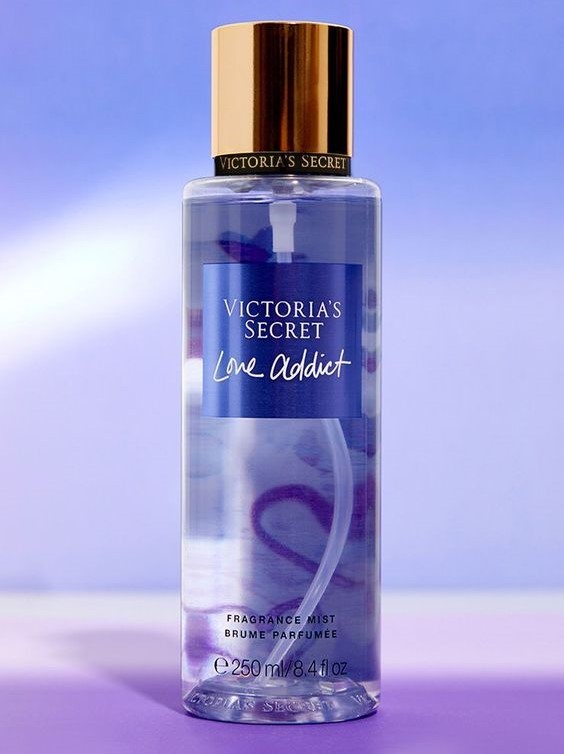 VICTORIA'S SECRET
VICTORIA'S
SECRET
Love Addict
FRAGRANCE MIST
BRUME PARFUMÉE
℮ 250 ml/8.4 fl oz